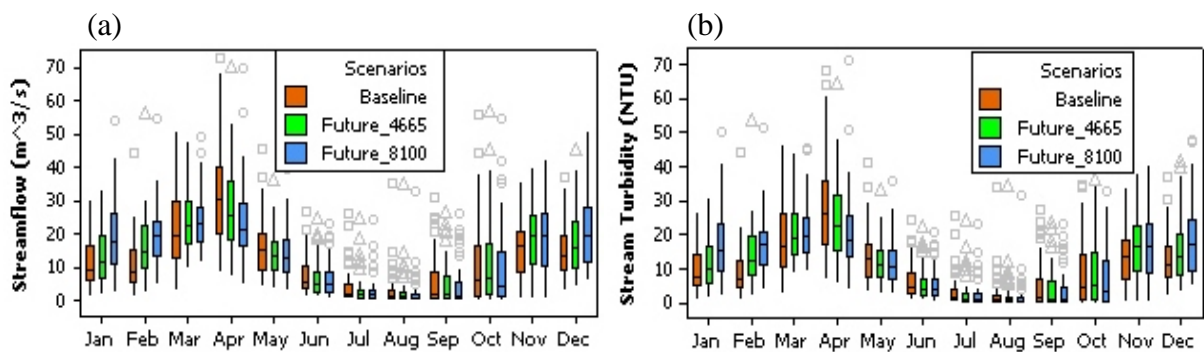 (a)
(b)
Streamflow (m^3/s)
70
60
50
40
30
20
10
0
Scenarios
Baseline
Future_4665
Future_8100
Jan Feb Mar Apr May Jun Jul Aug Sep Oct Nov Dec
Stream Turbidity (NTU)
70
60
50
40
30
20
10
0
Scenarios
Baseline
Future_4665
Future_8100
Jan Feb Mar Apr May Jun Jul Aug Sep Oct Nov Dec